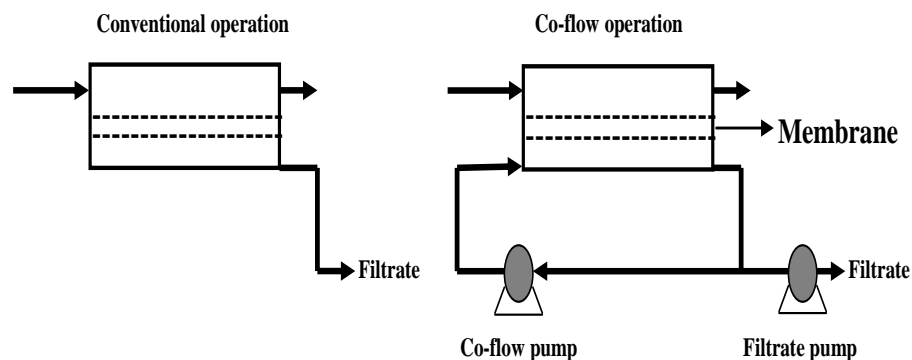 Conventional operation
Co-flow operation
Membrane
Filtrate
Filtrate
Co-flow pump
Filtrate pump